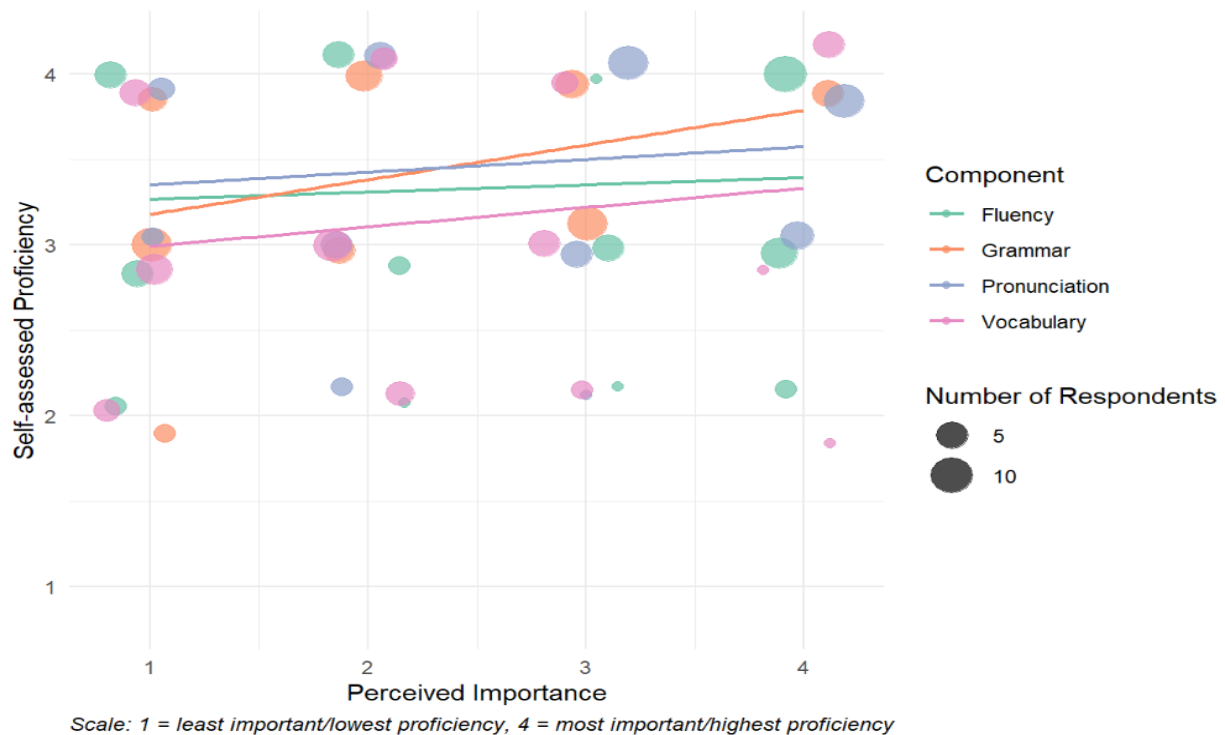 4
3
2
1
Self-assessed Proficiency
1 2 3 4
Perceived Importance
Scale: 1 = least important/lowest proficiency, 4 = most important/highest proficiency
Component
Fluency
Grammar
Pronunciation
Vocabulary
Number of Respondents
5
10